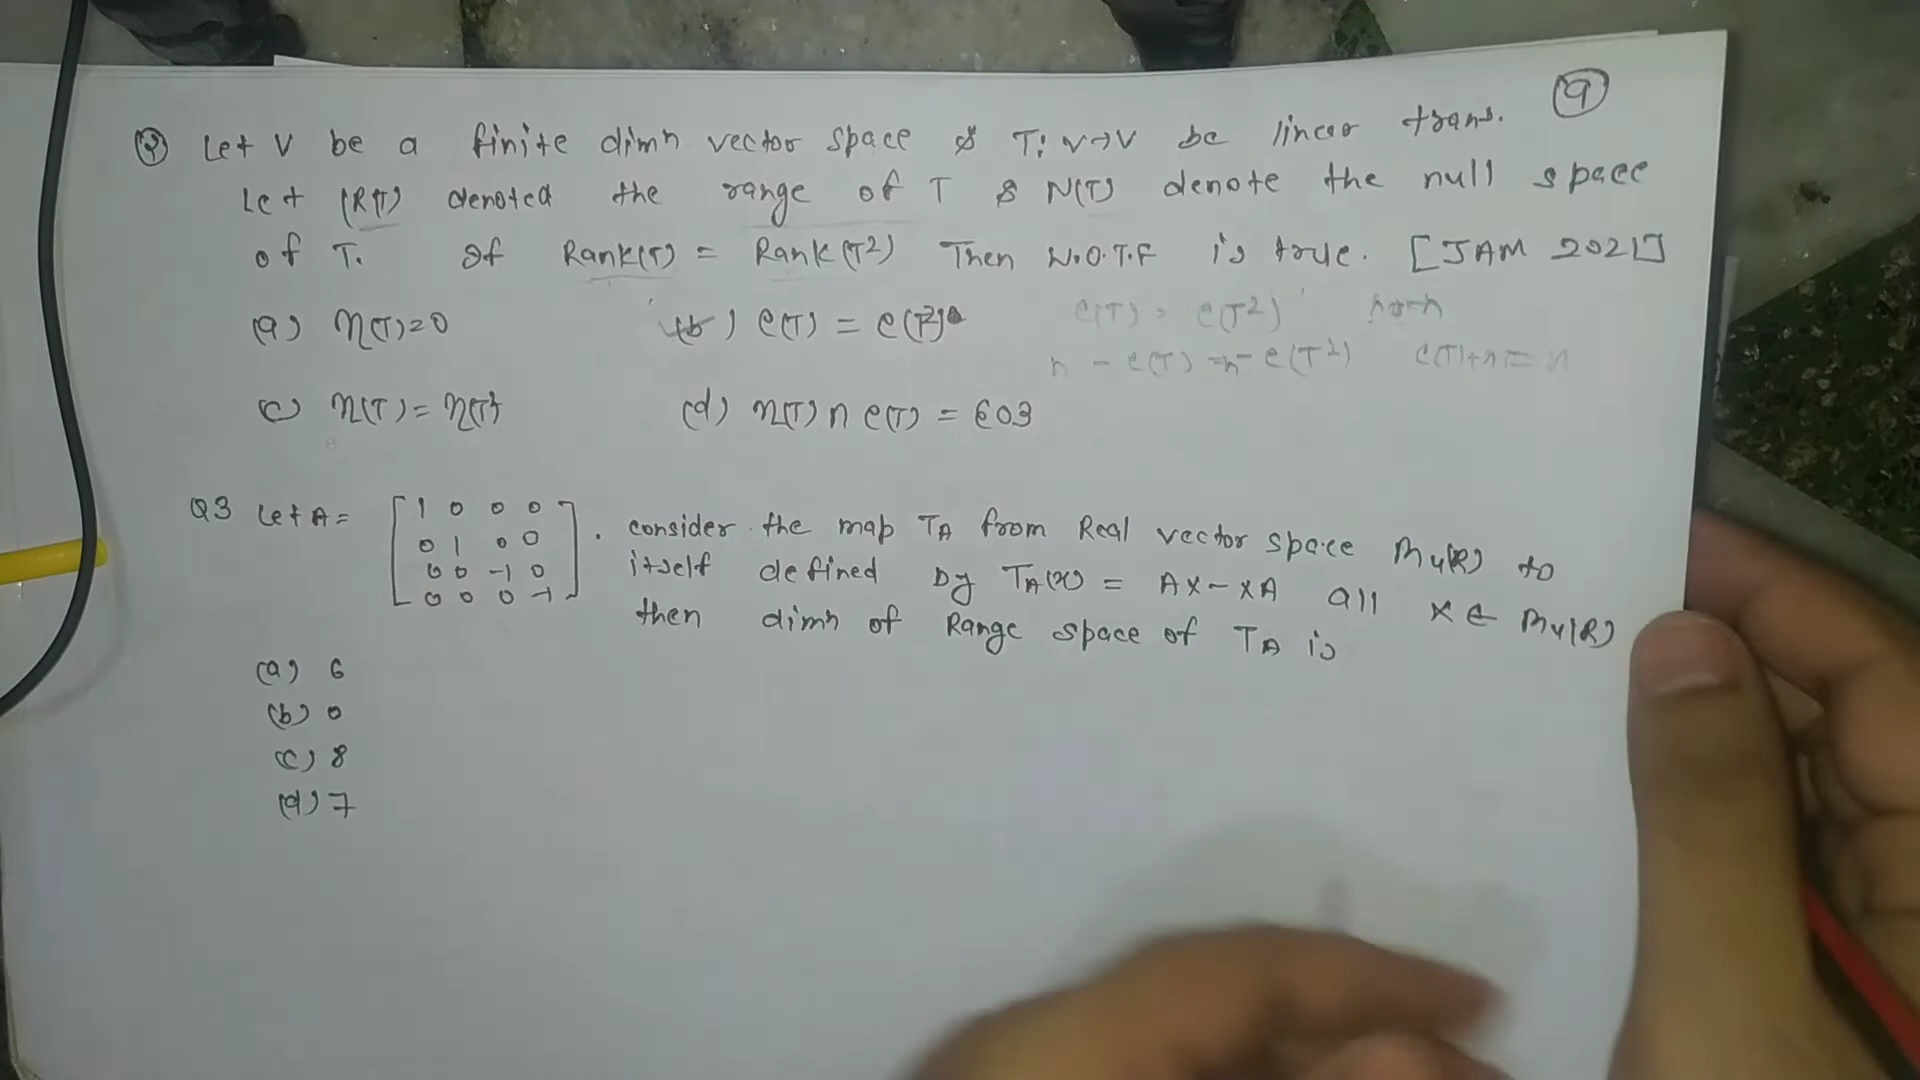 9
Let V be a finite dimn vector space & T: V→V be linear trans.
Let (R(T) denoted the range of T & N(T) denote the null space
of T. If Rank(T) = Rank(T²) Then W.O.T.F is true. [JAM 2021]
(a) η(T)=0 (b) e(T) = e(T²)
e(T) = e(T²)
n - e(T) = n - e(T²)
(c) η(T) = η(T²) (d) η(T) ∩ e(T) = {0}
Q3 Let A = [1 0 0 0
0 1 0 0
0 0 -1 0
0 0 0 -1] . consider the map TA from Real vector space M4(R) to
itself defined by TA(x) = AX - XA all X ∈ M4(R)
then dimn of Range space of TA is
(a) 6
(b) 0
(c) 8
(d) 7